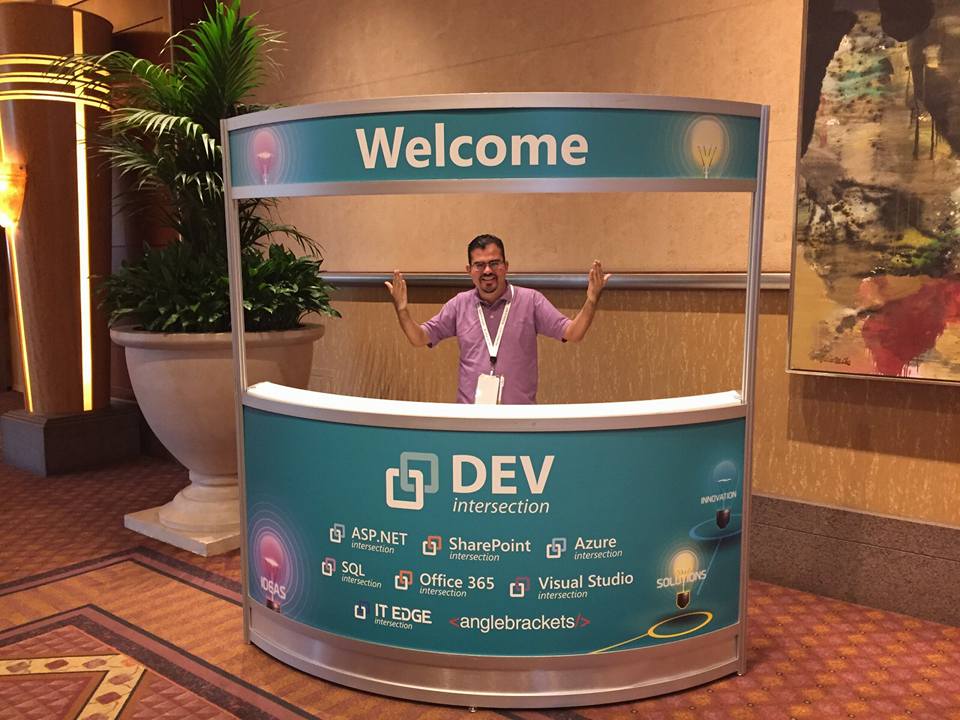 Welcome
DEV
intersection
ASP.NET
intersection
SharePoint
intersection
Azure
intersection
SQL
intersection
Office 365
intersection
Visual Studio
intersection
IT EDGE
intersection
<anglebrackets/>
IDEAS
INNOVATION
SOLUTIONS